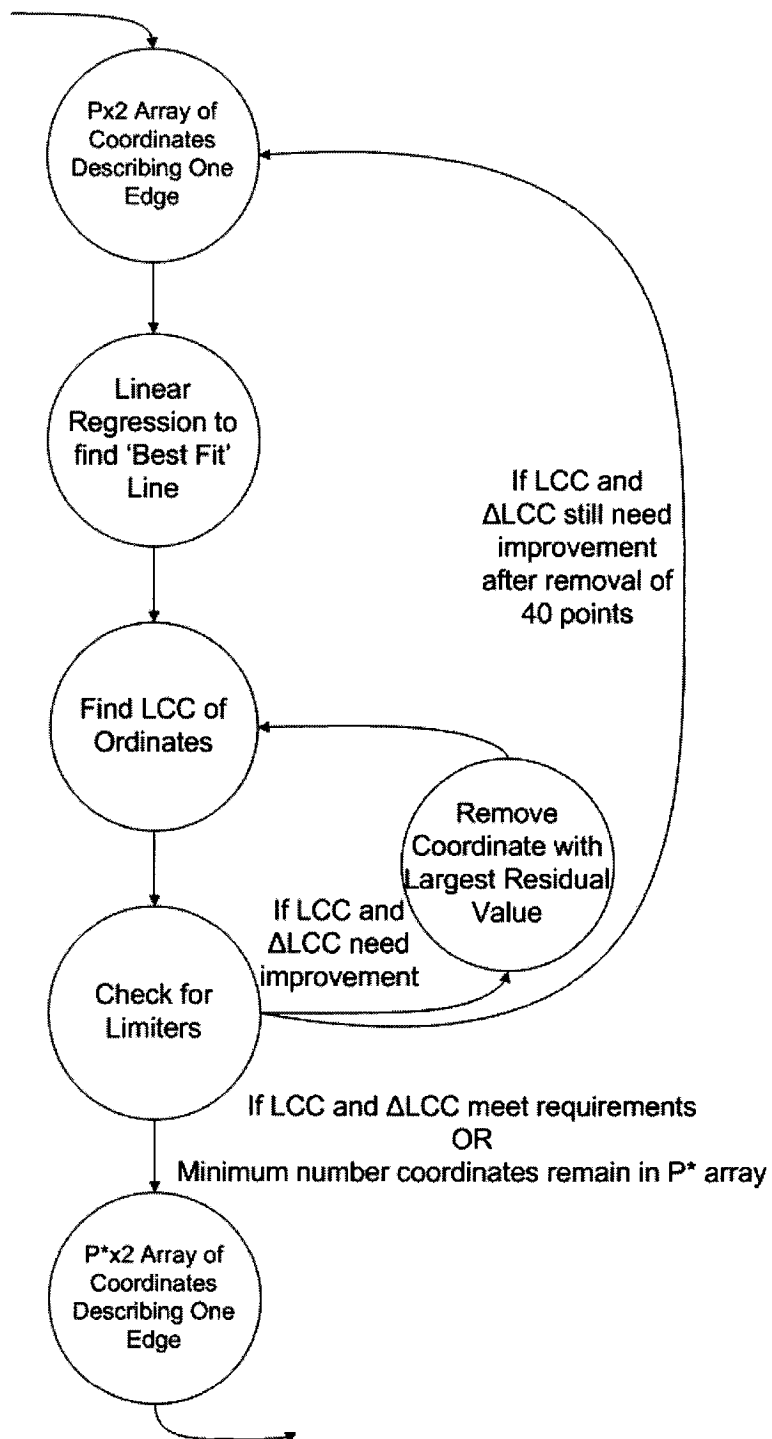 Px2 Array of
Coordinates
Describing One
Edge
Linear
Regression to
find 'Best Fit'
Line
If LCC and
ΔLCC still need
improvement
after removal of
40 points
Find LCC of
Ordinates
Remove
Coordinate with
Largest Residual
Value
If LCC and
ΔLCC need
improvement
Check for
Limiters
If LCC and ΔLCC meet requirements
OR
Minimum number coordinates remain in P* array
P*x2 Array of
Coordinates
Describing One
Edge